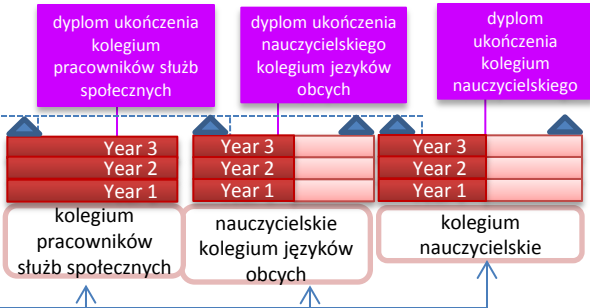 dyplom ukończenia
kolegium
pracowników służb
społecznych
dyplom ukończenia
nauczycielskiego
kolegium jezyków
obcych
dyplom
ukończenia
kolegium
nauczycielskiego
Year 3
Year 2
Year 1
Year 3
Year 2
Year 1
Year 3
Year 2
Year 1
kolegium
pracowników
służb społecznych
nauczycielskie
kolegium języków
obcych
kolegium
nauczycielskie